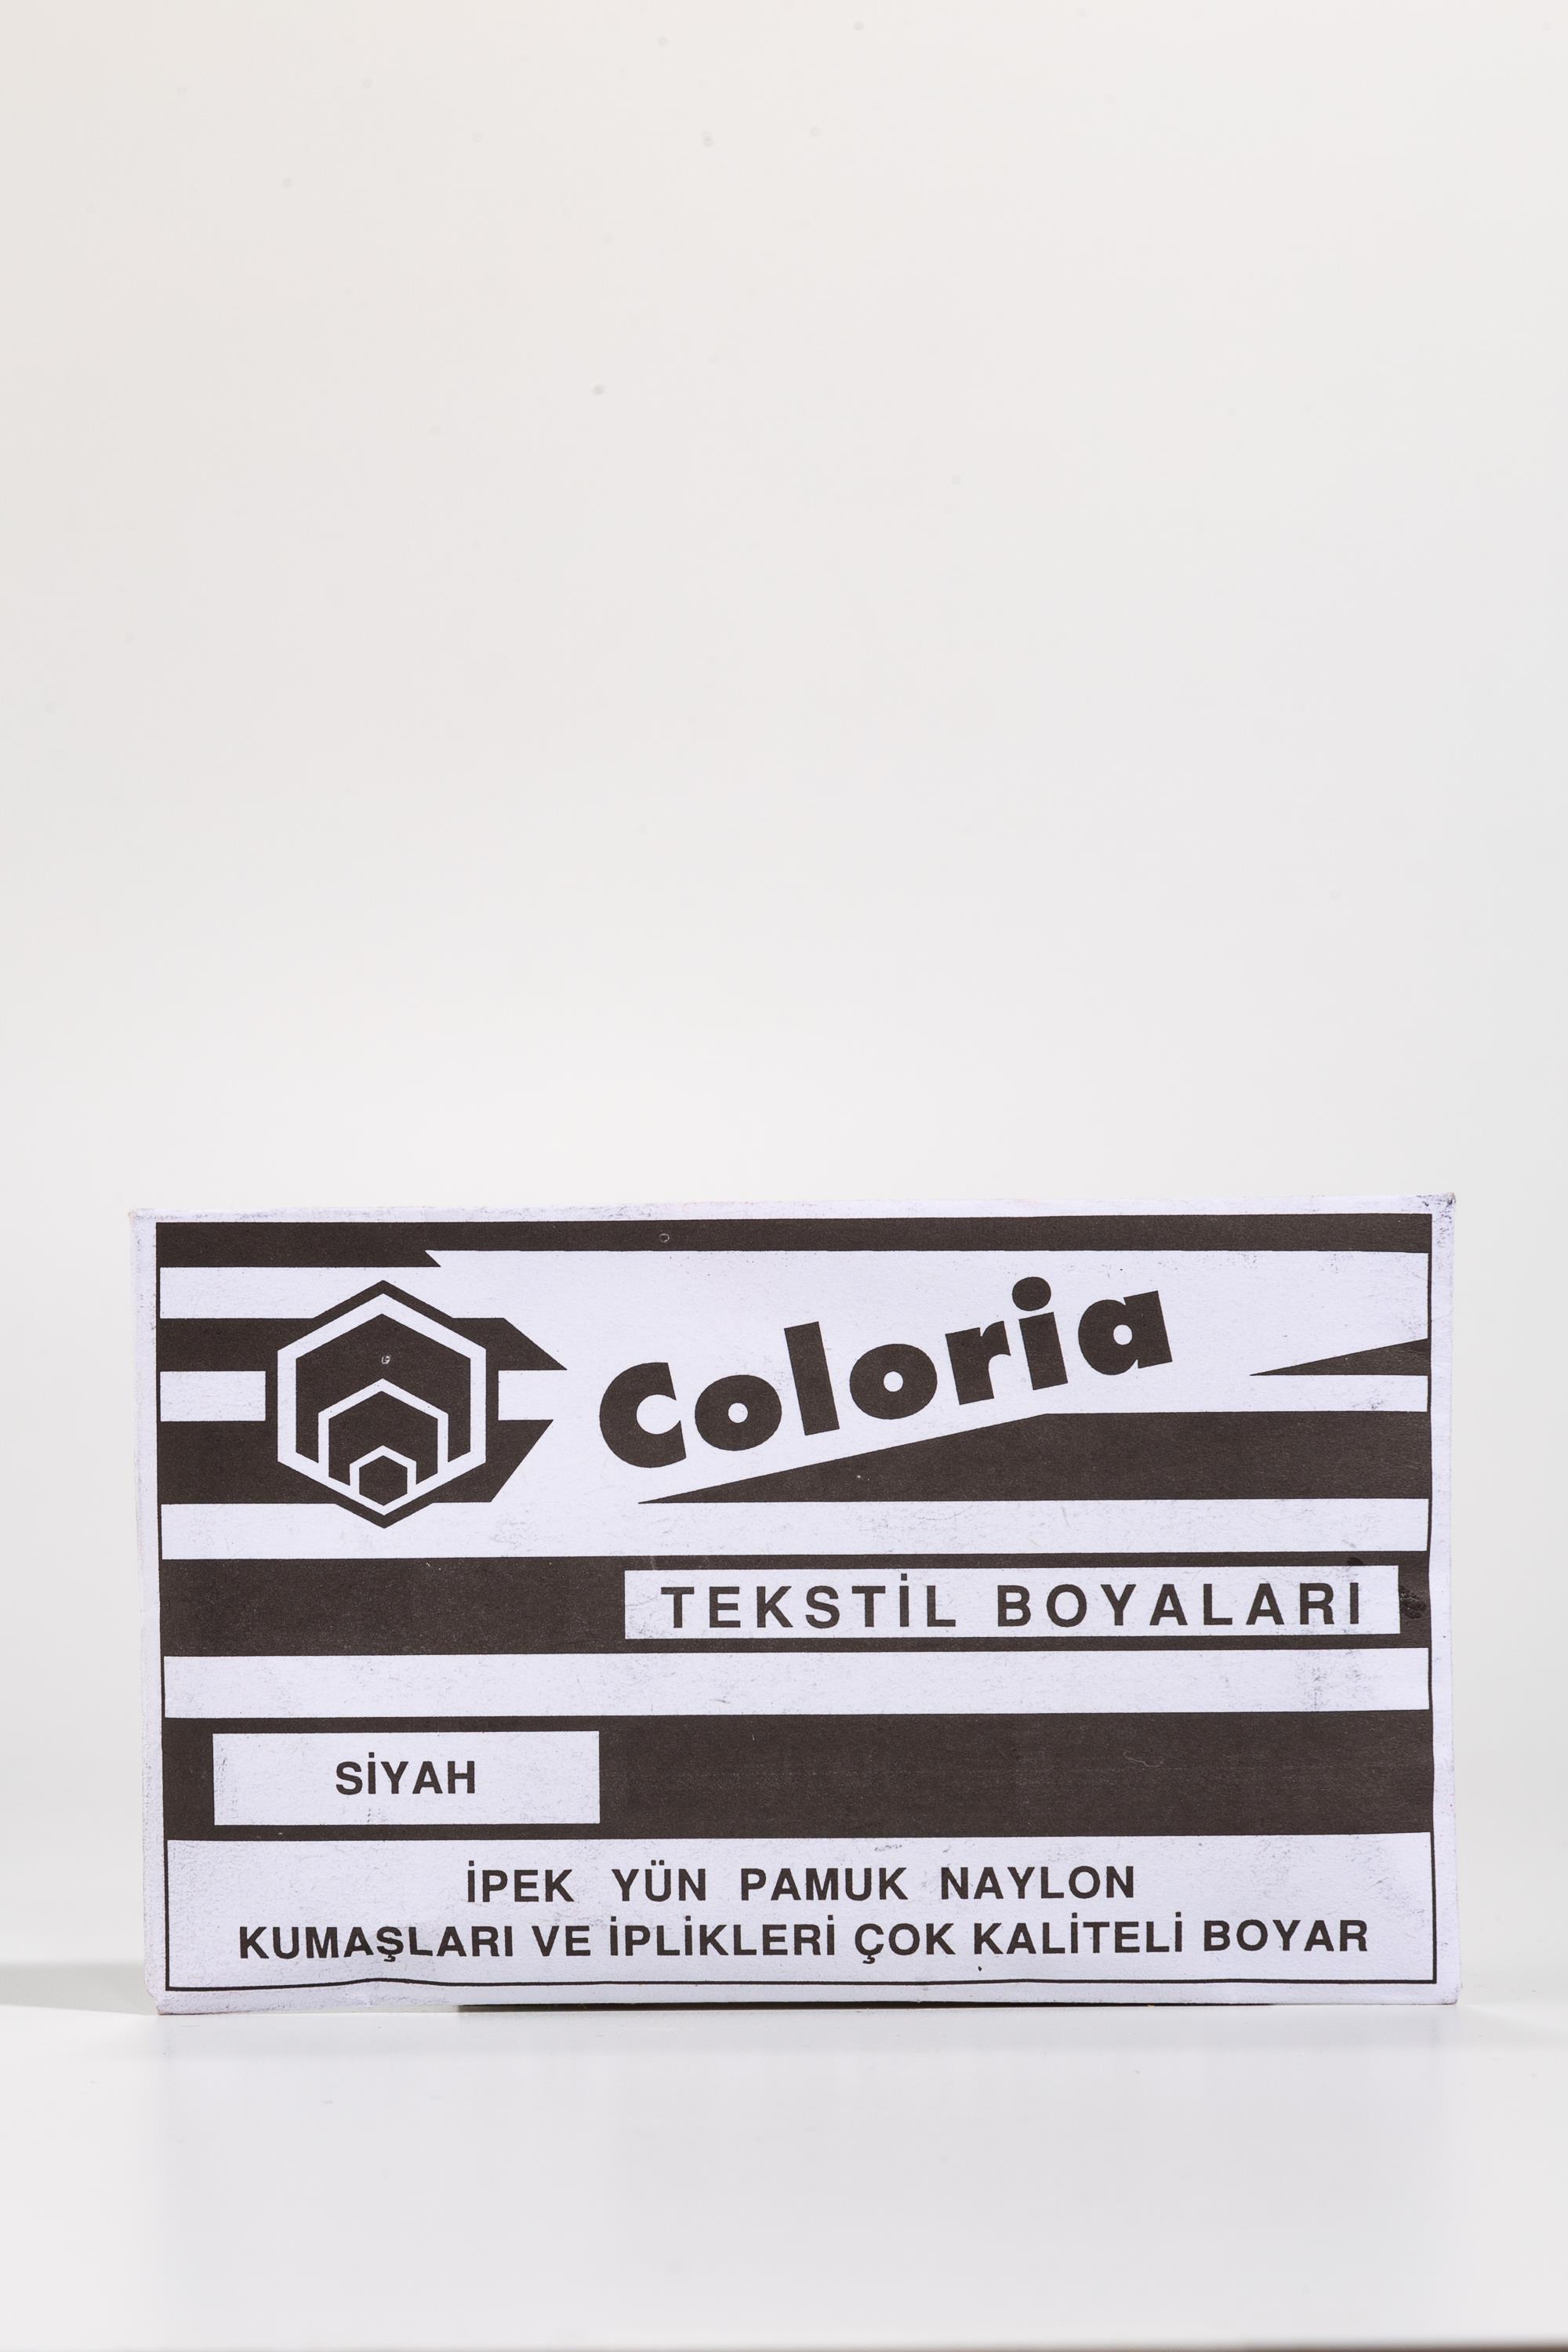 Coloria
TEKSTİL BOYALARI
SİYAH
İPEK YÜN PAMUK NAYLON
KUMAŞLARI VE İPLİKLERİ ÇOK KALİTELİ BOYAR